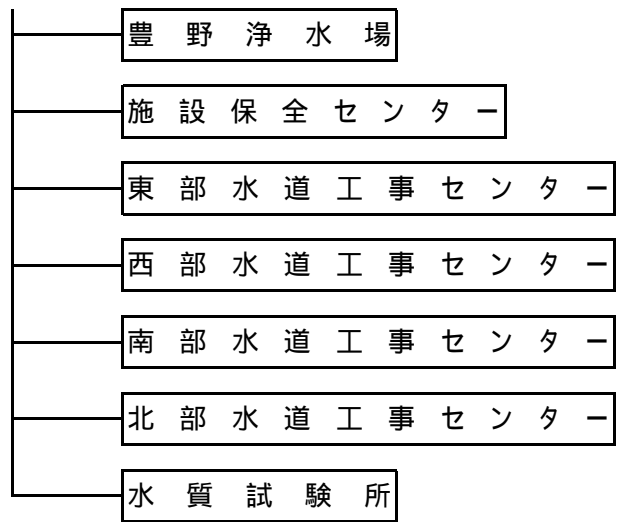 豊野浄水場
施設保全センター
東部水道工事センター
西部水道工事センター
南部水道工事センター
北部水道工事センター
水質試験所